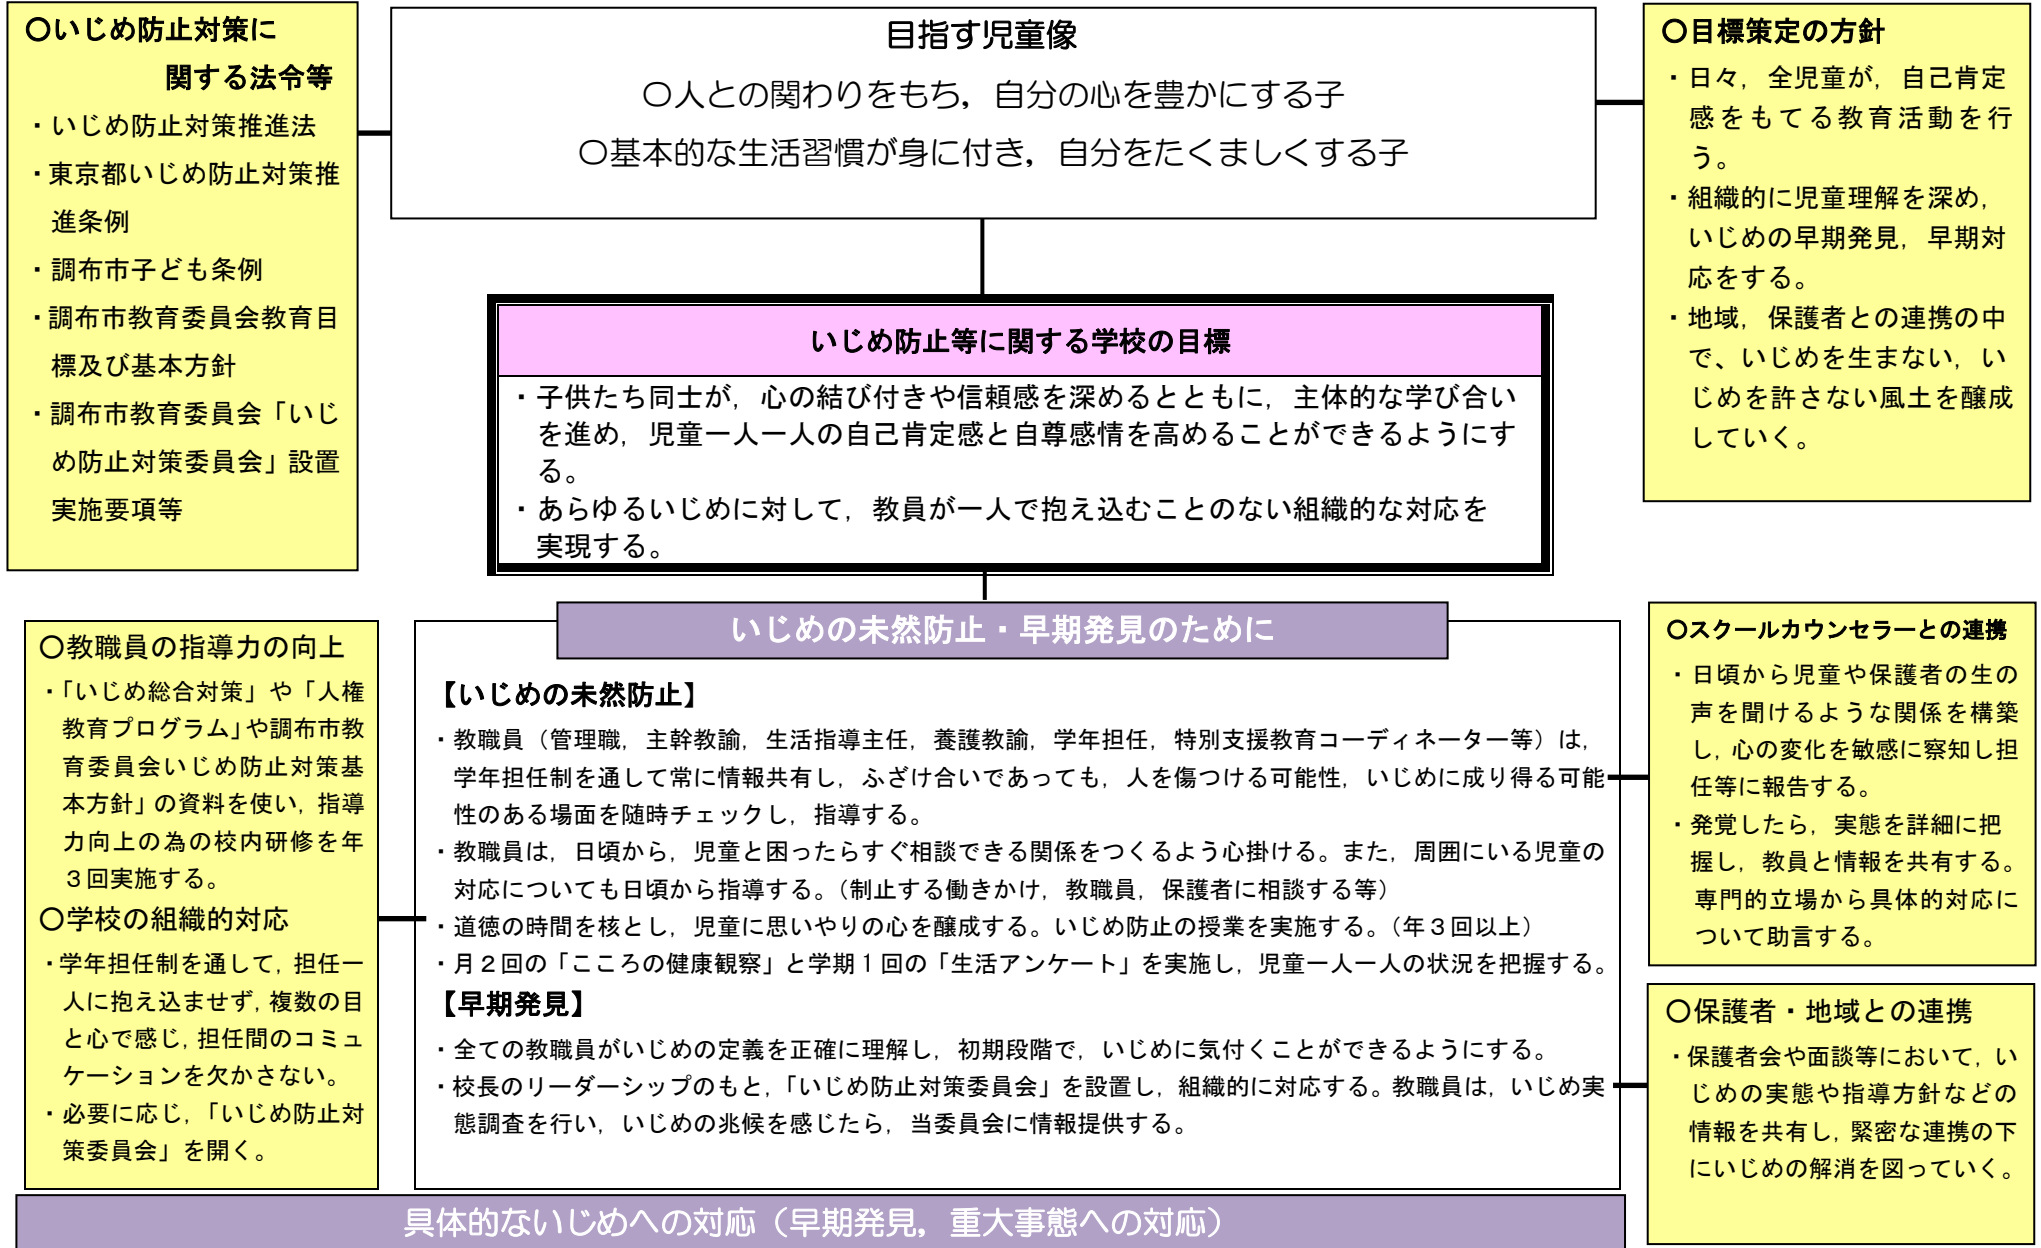 〇いじめ防止対策に
関する法令等
・いじめ防止対策推進法
・東京都いじめ防止対策推
進条例
・調布市子ども条例
・調布市教育委員会教育目
標及び基本方針
・調布市教育委員会「いじ
め防止対策委員会」設置
実施要項等
目指す児童像
〇人との関わりをもち，自分の心を豊かにする子
〇基本的な生活習慣が身に付き，自分をたくましくする子
〇目標策定の方針
・日々，全児童が，自己肯定
感をもてる教育活動を行
う。
・組織的に児童理解を深め，
いじめの早期発見，早期対
応をする。
・地域，保護者との連携の中
で、いじめを生まない，い
じめを許さない風土を醸成
していく。
いじめ防止等に関する学校の目標
・子供たち同士が，心の結び付きや信頼感を深めるとともに，主体的な学び合い
を進め，児童一人一人の自己肯定感と自尊感情を高めることができるようにす
る。
・あらゆるいじめに対して，教員が一人で抱え込むことのない組織的な対応を
実現する。
〇教職員の指導力の向上
・「いじめ総合対策」や「人権
教育プログラム」や調布市教
育委員会いじめ防止対策基
本方針」の資料を使い，指導
力向上の為の校内研修を年
３回実施する。
〇学校の組織的対応
・学年担任制を通して，担任一
人に抱え込ませず，複数の目
と心で感じ，担任間のコミュ
ケーションを欠かさない。
・必要に応じ，「いじめ防止対
策委員会」を開く。
いじめの未然防止・早期発見のために
【いじめの未然防止】
・教職員（管理職，主幹教諭，生活指導主任，養護教諭，学年担任，特別支援教育コーディネーター等）は，
学年担任制を通して常に情報共有し，ふざけ合いであっても，人を傷つける可能性，いじめに成り得る可能
性のある場面を随時チェックし，指導する。
・教職員は，日頃から，児童と困ったらすぐ相談できる関係をつくるよう心掛ける。また，周囲にいる児童の
対応についても日頃から指導する。（制止する働きかけ，教職員，保護者に相談する等）
・道徳の時間を核とし，児童に思いやりの心を醸成する。いじめ防止の授業を実施する。（年３回以上）
・月２回の「こころの健康観察」と学期１回の「生活アンケート」を実施し，児童一人一人の状況を把握する。
【早期発見】
・全ての教職員がいじめの定義を正確に理解し，初期段階で，いじめに気付くことができるようにする。
・校長のリーダーシップのもと，「いじめ防止対策委員会」を設置し，組織的に対応する。教職員は，いじめ実
態調査を行い，いじめの兆候を感じたら，当委員会に情報提供する。
〇スクールカウンセラーとの連携
・日頃から児童や保護者の生の
声を聞けるような関係を構築
し，心の変化を敏感に察知し担
任等に報告する。
・発覚したら，実態を詳細に把
握し，教員と情報を共有する。
専門的立場から具体的対応に
ついて助言する。
〇保護者・地域との連携
・保護者会や面談等において，い
じめの実態や指導方針などの
情報を共有し，緊密な連携の下
にいじめの解消を図っていく。
具体的ないじめへの対応（早期発見，重大事態への対応）